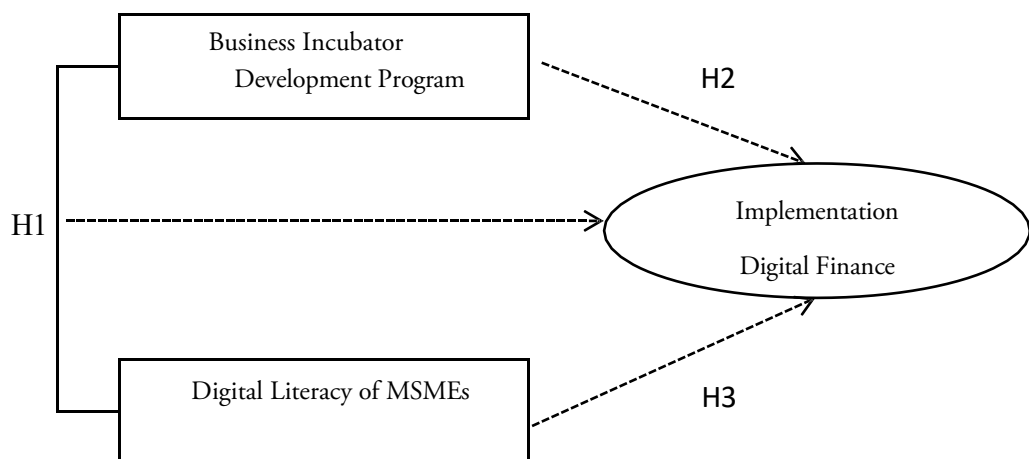 Business Incubator
Development Program
H2
H1
Implementation
Digital Finance
Digital Literacy of MSMEs
H3